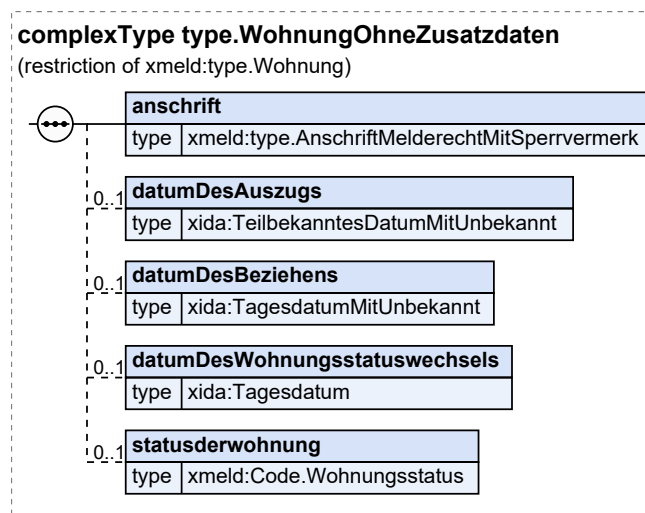 complexType type.WohnungOhneZusatzdaten
(restriction of xmeld:type.Wohnung)
anschrift
type xmeld:type.AnschriftMelderechtMitSperrvermerk
0..1
datumDesAuszugs
type xida:TeilbekanntesDatumMitUnbekannt
0..1
datumDesBeziehens
type xida:TagesdatumMitUnbekannt
0..1
datumDesWohnungsstatuswechsels
type xida:Tagesdatum
0..1
statusderwohnung
type xmeld:Code.Wohnungsstatus